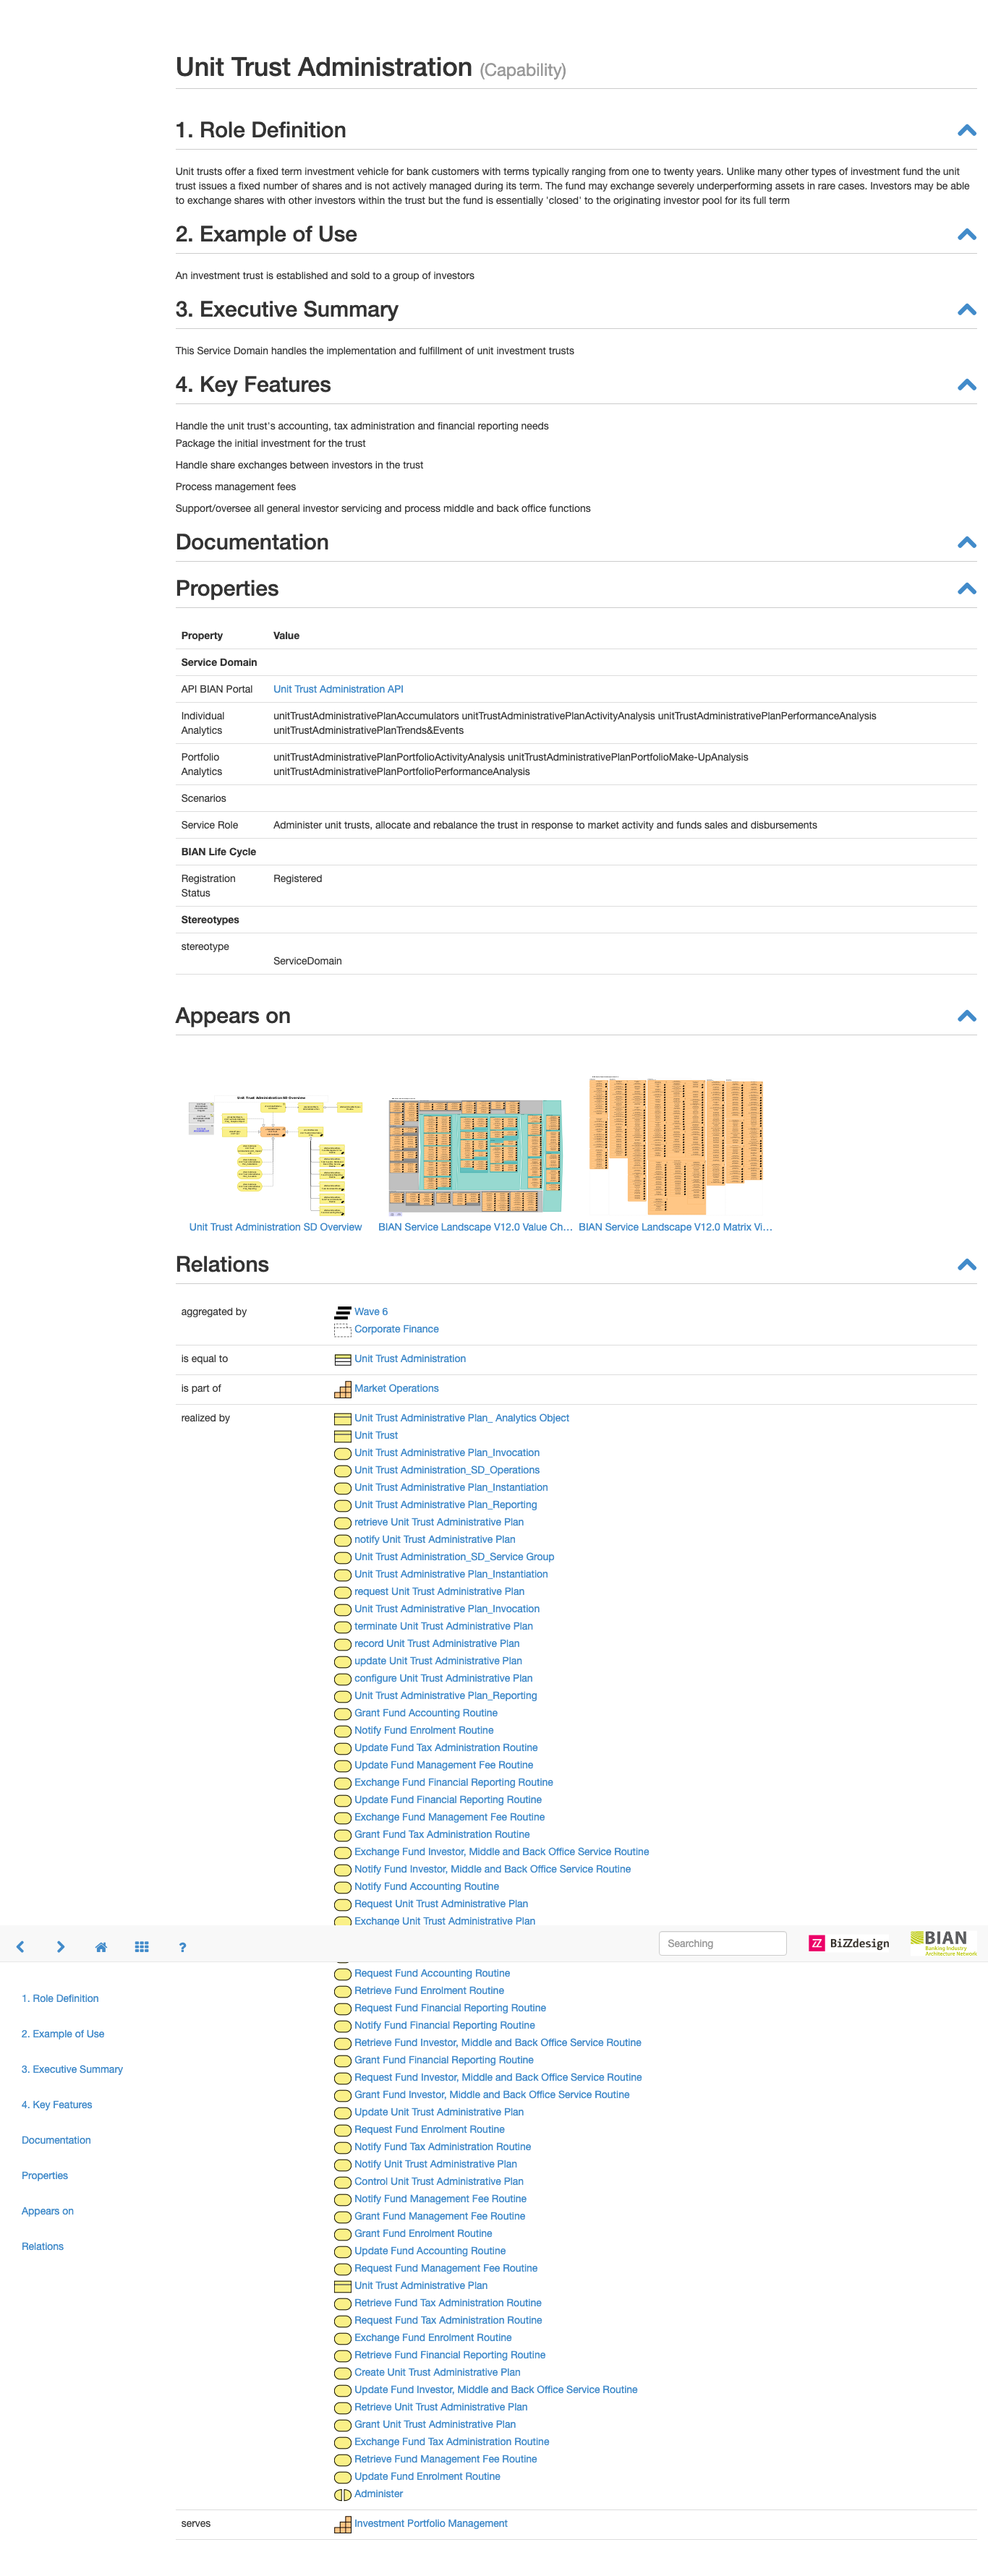 Unit Trust Administration (Capability)
1. Role Definition
Unit trusts offer a fixed term investment vehicle for bank customers with terms typically ranging from one to twenty years. Unlike many other types of investment fund the unit
trust issues a fixed number of shares and is not actively managed during its term. The fund may exchange severely underperforming assets in rare cases. Investors may be able
to exchange shares with other investors within the trust but the fund is essentially 'closed' to the originating investor pool for its full term
2. Example of Use
An investment trust is established and sold to a group of investors
3. Executive Summary
This Service Domain handles the implementation and fulfillment of unit investment trusts
4. Key Features
Handle the unit trust's accounting, tax administration and financial reporting needs
Package the initial investment for the trust
Handle share exchanges between investors in the trust
Process management fees
Support/oversee all general investor servicing and process middle and back office functions
Documentation
Properties
Property Value
Service Domain
API BIAN Portal Unit Trust Administration API
Individual Analytics unitTrustAdministrativePlanAccumulators unitTrustAdministrativePlanActivityAnalysis unitTrustAdministrativePlanPerformanceAnalysis
unitTrustAdministrativePlanTrends&Events
Portfolio Analytics unitTrustAdministrativePlanPortfolioActivityAnalysis unitTrustAdministrativePlanPortfolioMake-UpAnalysis
unitTrustAdministrativePlanPortfolioPerformanceAnalysis
Scenarios
Service Role Administer unit trusts, allocate and rebalance the trust in response to market activity and funds sales and disbursements
BIAN Life Cycle
Registration Status Registered
Stereotypes
stereotype
ServiceDomain
Appears on
Unit Trust Administration SD Overview
Unit Trust Administration SD Overview BIAN Service Landscape V12.0 Value Ch... BIAN Service Landscape V12.0 Matrix Vi...
Relations
aggregated by Wave 6
Corporate Finance
is equal to Unit Trust Administration
is part of Market Operations
realized by Unit Trust Administrative Plan_ Analytics Object
Unit Trust
Unit Trust Administrative Plan_Invocation
Unit Trust Administration_SD_Operations
Unit Trust Administrative Plan_Instantiation
Unit Trust Administrative Plan_Reporting
retrieve Unit Trust Administrative Plan
notify Unit Trust Administrative Plan
Unit Trust Administration_SD_Service Group
Unit Trust Administrative Plan_Instantiation
request Unit Trust Administrative Plan
Unit Trust Administrative Plan_Invocation
terminate Unit Trust Administrative Plan
record Unit Trust Administrative Plan
update Unit Trust Administrative Plan
configure Unit Trust Administrative Plan
Unit Trust Administrative Plan_Reporting
Grant Fund Accounting Routine
Notify Fund Enrolment Routine
Update Fund Tax Administration Routine
Update Fund Management Fee Routine
Exchange Fund Financial Reporting Routine
Update Fund Financial Reporting Routine
Exchange Fund Management Fee Routine
Grant Fund Tax Administration Routine
Exchange Fund Investor, Middle and Back Office Service Routine
Notify Fund Investor, Middle and Back Office Service Routine
Notify Fund Accounting Routine
Request Unit Trust Administrative Plan
Exchange Unit Trust Administrative Plan
? Searching BiZZdesign BIAN
Banking Industry
Architecture Network
Request Fund Accounting Routine
Retrieve Fund Enrolment Routine
1. Role Definition
Request Fund Financial Reporting Routine
Notify Fund Financial Reporting Routine
2. Example of Use
Retrieve Fund Investor, Middle and Back Office Service Routine
Grant Fund Financial Reporting Routine
3. Executive Summary
Request Fund Investor, Middle and Back Office Service Routine
Grant Fund Investor, Middle and Back Office Service Routine
4. Key Features
Update Unit Trust Administrative Plan
Request Fund Enrolment Routine
Documentation
Notify Fund Tax Administration Routine
Notify Unit Trust Administrative Plan
Properties
Control Unit Trust Administrative Plan
Notify Fund Management Fee Routine
Appears on
Grant Fund Management Fee Routine
Grant Fund Enrolment Routine
Relations
Update Fund Accounting Routine
Request Fund Management Fee Routine
Unit Trust Administrative Plan
Retrieve Fund Tax Administration Routine
Request Fund Tax Administration Routine
Exchange Fund Enrolment Routine
Retrieve Fund Financial Reporting Routine
Create Unit Trust Administrative Plan
Update Fund Investor, Middle and Back Office Service Routine
Retrieve Unit Trust Administrative Plan
Grant Unit Trust Administrative Plan
Exchange Fund Tax Administration Routine
Retrieve Fund Management Fee Routine
Update Fund Enrolment Routine
Administer
serves Investment Portfolio Management